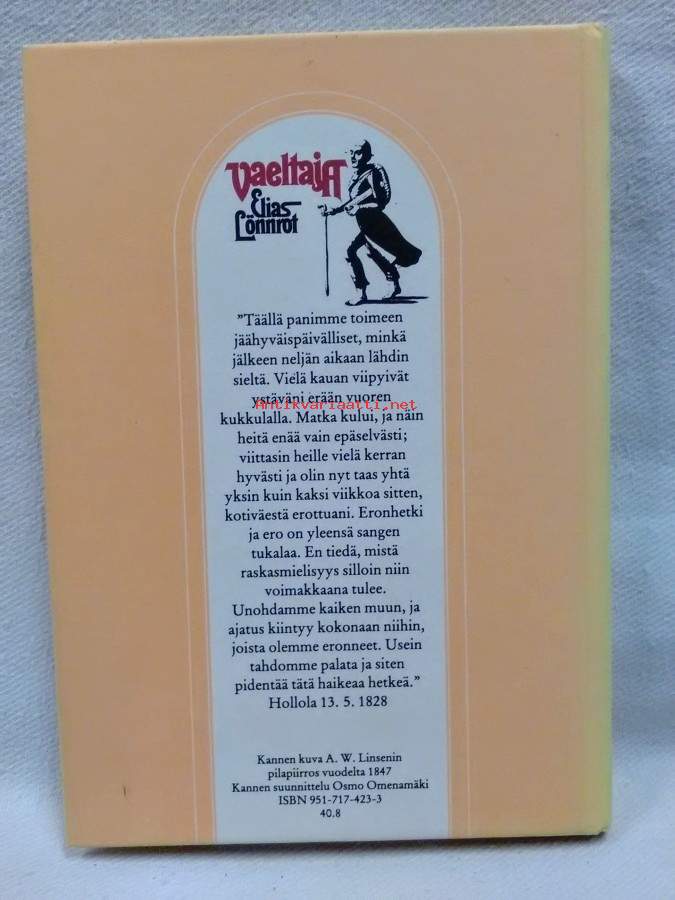 Vaeltaja
Elias
Lönnrot
"Täällä panimme toimeen
jäähyväispäivälliset, minkä
jälkeen neljän aikaan lähdin
sieltä. Vielä kauan viipyivät
ystäväni erään vuoren
Antikvariaatti.net
kukkulalla. Matka kului, ja näin
heitä enää vain epäselvästi;
viittasin heille vielä kerran
hyvästi ja olin nyt taas yhtä
yksin kuin kaksi viikkoa sitten,
kotiväestä erottuani. Eronhetki
ja ero on yleensä sangen
tukalaa. En tiedä, mistä
raskasmielisyys silloin niin
voimakkaana tulee.
Unohdamme kaiken muun, ja
ajatus kiintyy kokonaan niihin,
joista olemme eronneet. Usein
tahdomme palata ja siten
pidentää tätä haikeaa hetkeä."
Hollola 13. 5. 1828
Kannen kuva A. W. Linsenin
pilapiirros vuodelta 1847
Kannen suunnittelu Osmo Omenamäki
ISBN 951-717-423-3
40.8